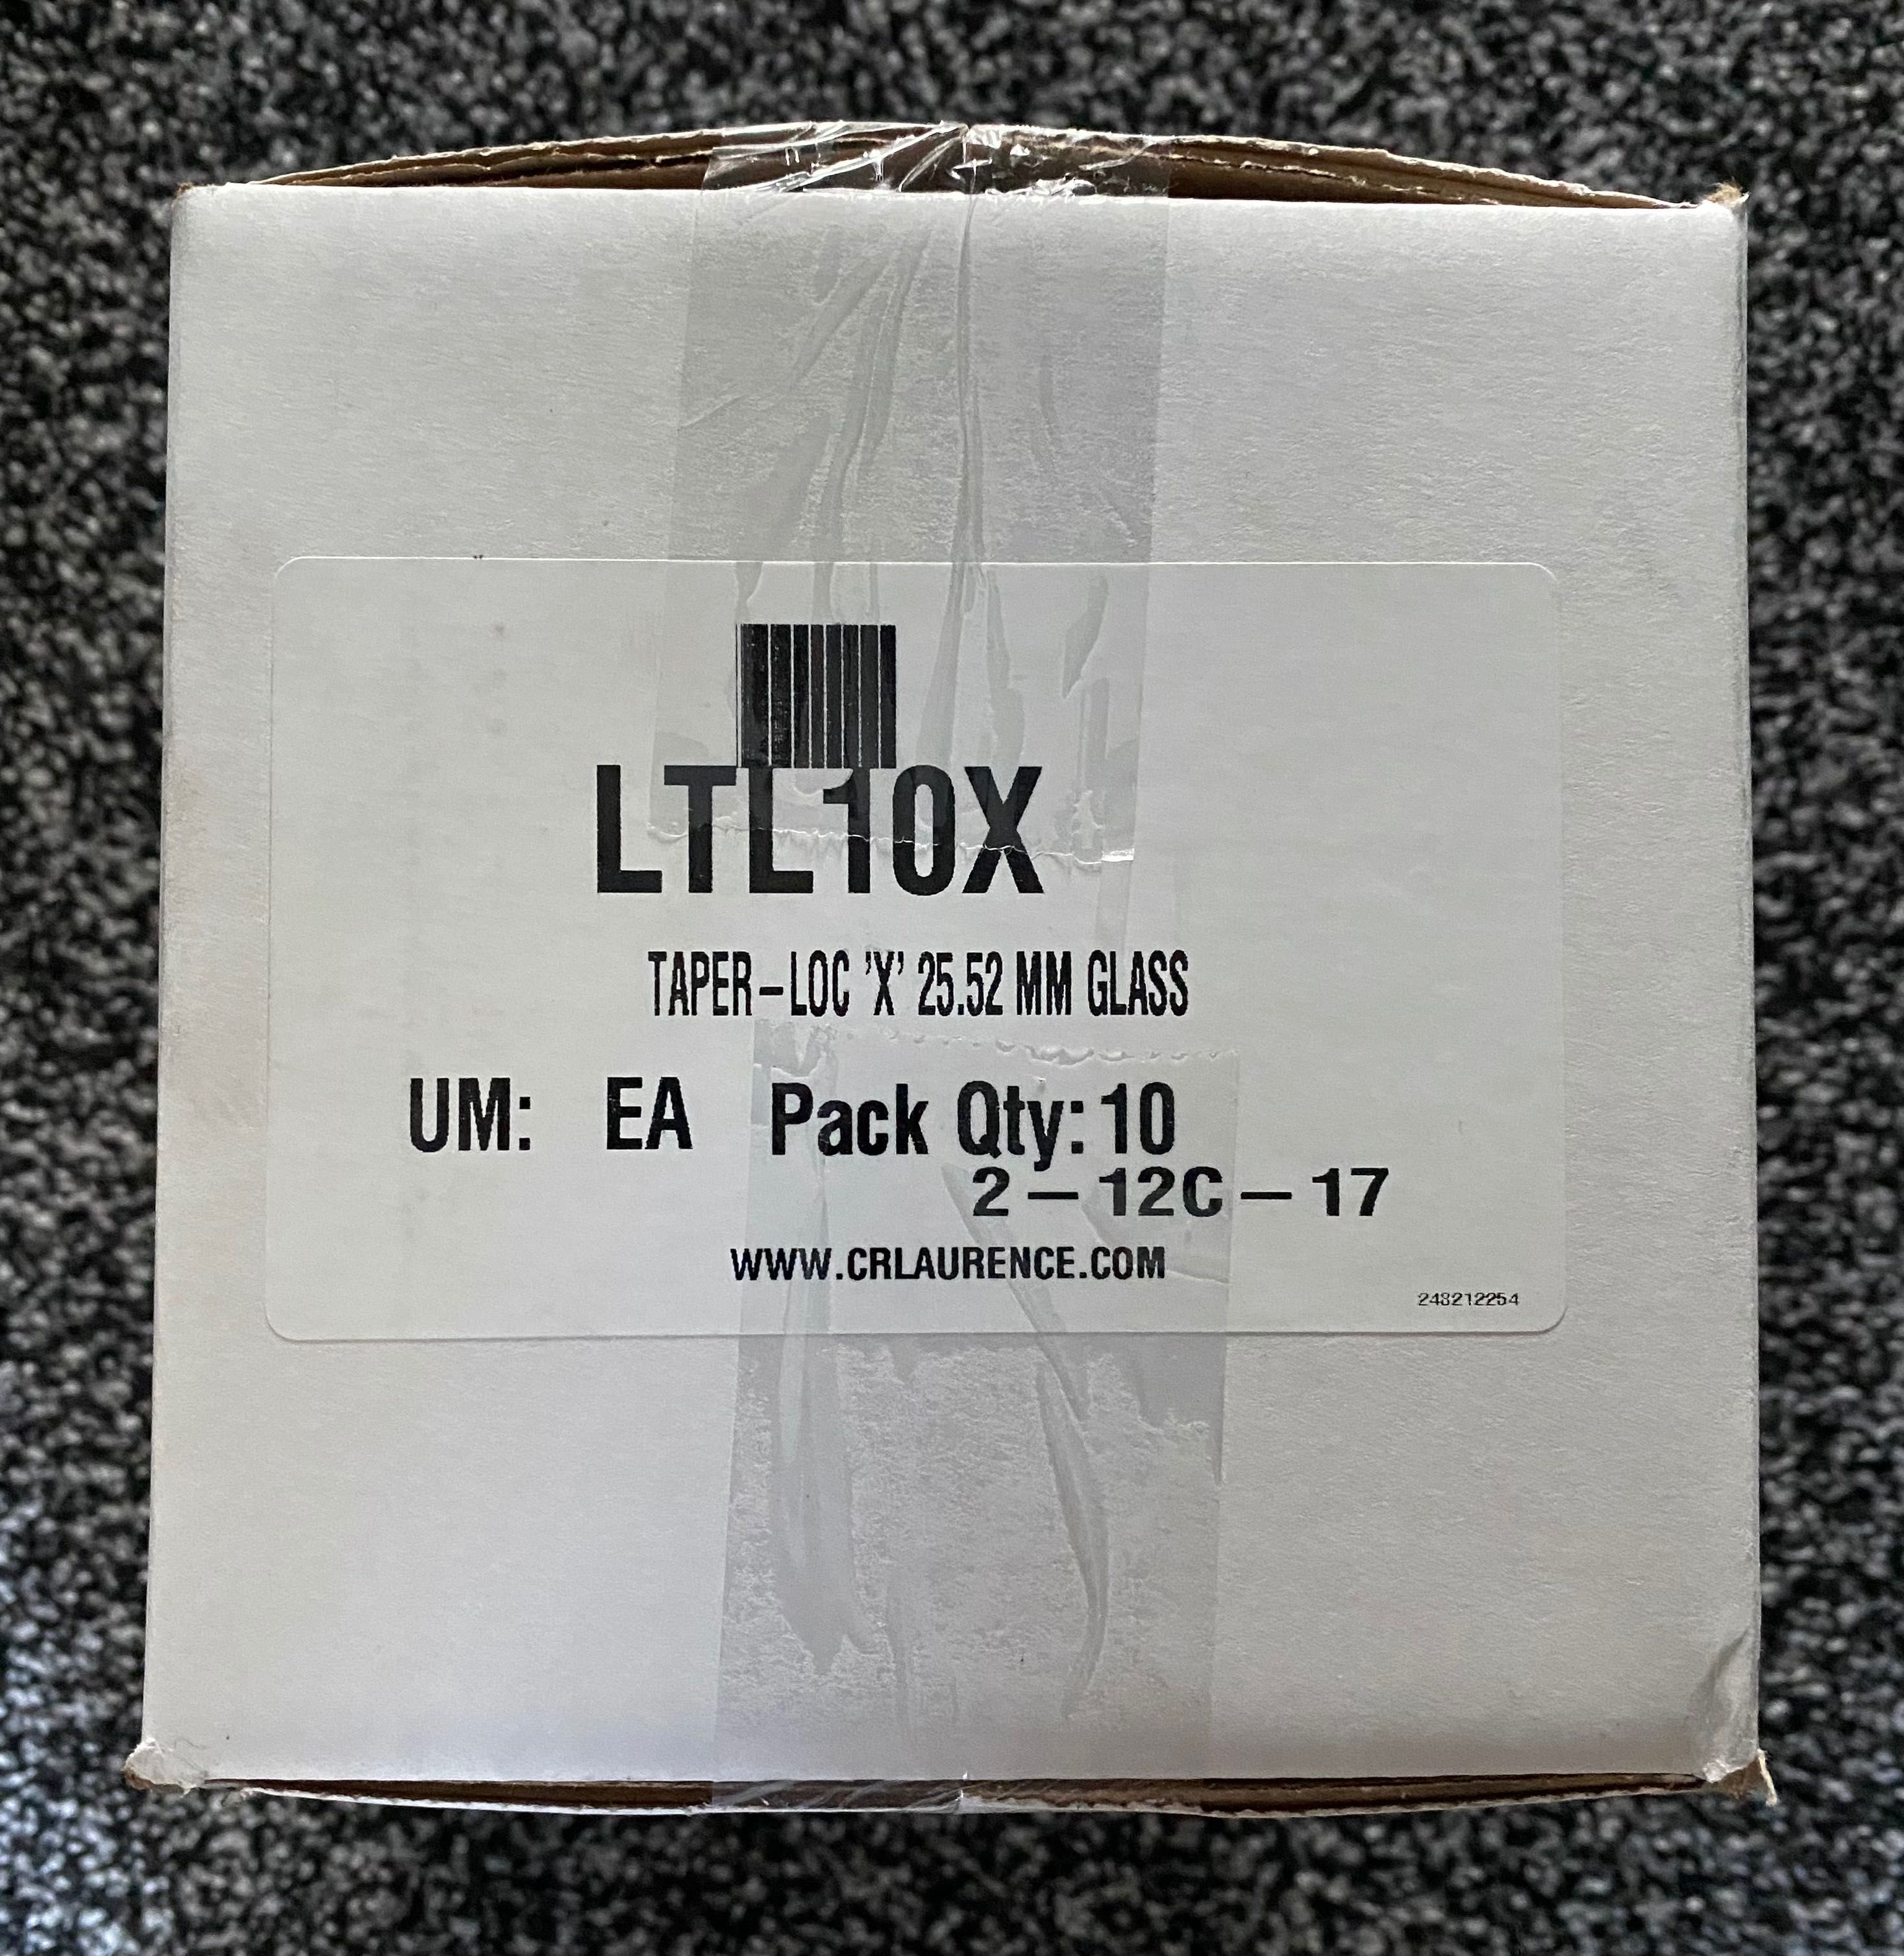 LTL10X
TAPER-LOC 'X' 25.52 MM GLASS
UM: EA Pack Qty: 10
2-12C-17
WWW.CRLAURENCE.COM
248212254